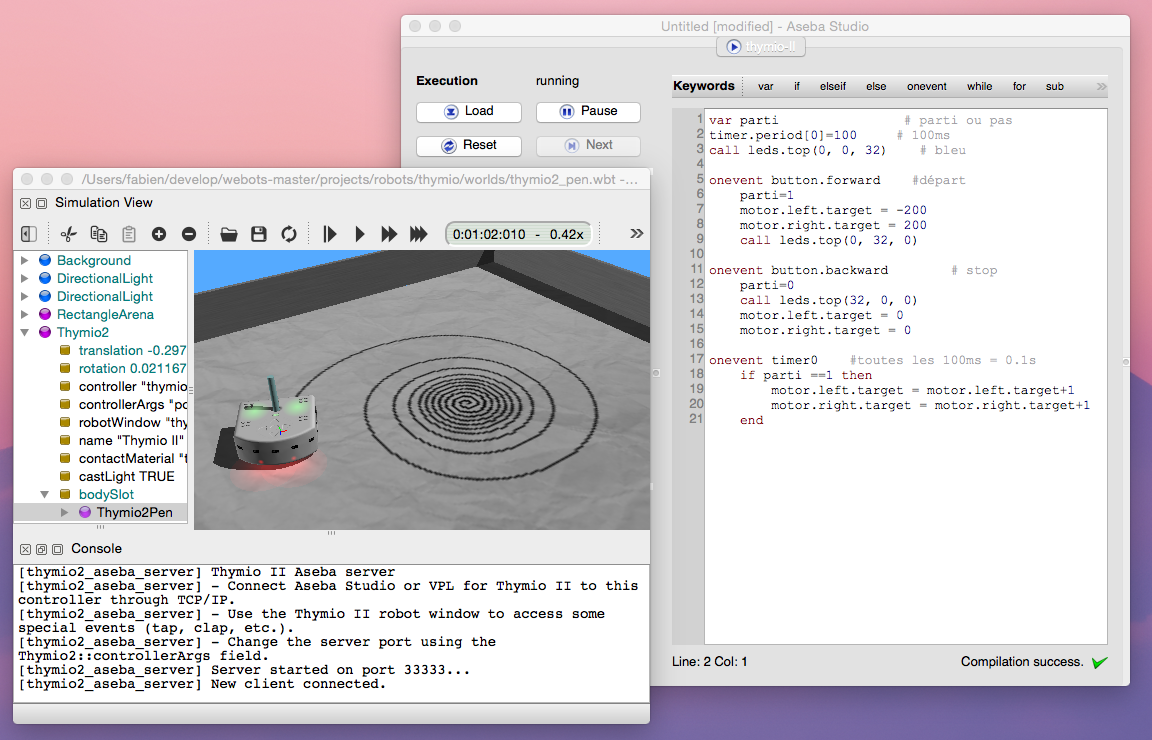 Untitled [modified] - Aseba Studio
thymio-II
Execution running
Load Pause
Reset Next
Keywords var if elseif else onevent while for sub »
1 var parti # parti ou pas
2 timer.period[0]=100 # 100ms
3 call leds.top(0, 0, 32) # bleu
4
5 onevent button.forward #départ
6 parti=1
7 motor.left.target = -200
8 motor.right.target = 200
9 call leds.top(0, 32, 0)
10
11 onevent button.backward # stop
12 parti=0
13 call leds.top(32, 0, 0)
14 motor.left.target = 0
15 motor.right.target = 0
16
17 onevent timer0 #toutes les 100ms = 0.1s
18 if parti ==1 then
19 motor.left.target = motor.left.target+1
20 motor.right.target = motor.right.target+1
21 end
Line: 2 Col: 1 Compilation success.
/Users/fabien/develop/webots-master/projects/robots/thymio/worlds/thymio2_pen.wbt -...
Simulation View
0:01:02:010 - 0.42x »
Background
DirectionalLight
DirectionalLight
RectangleArena
Thymio2
translation -0.297
rotation 0.021167
controller "thymio
controllerArgs "po
robotWindow "thy
name "Thymio II"
contactMaterial "t
castLight TRUE
bodySlot
Thymio2Pen
Console
[thymio2_aseba_server] Thymio II Aseba server
[thymio2_aseba_server] - Connect Aseba Studio or VPL for Thymio II to this
controller through TCP/IP.
[thymio2_aseba_server] - Use the Thymio II robot window to access some
special events (tap, clap, etc.).
[thymio2_aseba_server] - Change the server port using the
Thymio2::controllerArgs field.
[thymio2_aseba_server] Server started on port 33333...
[thymio2_aseba_server] New client connected.